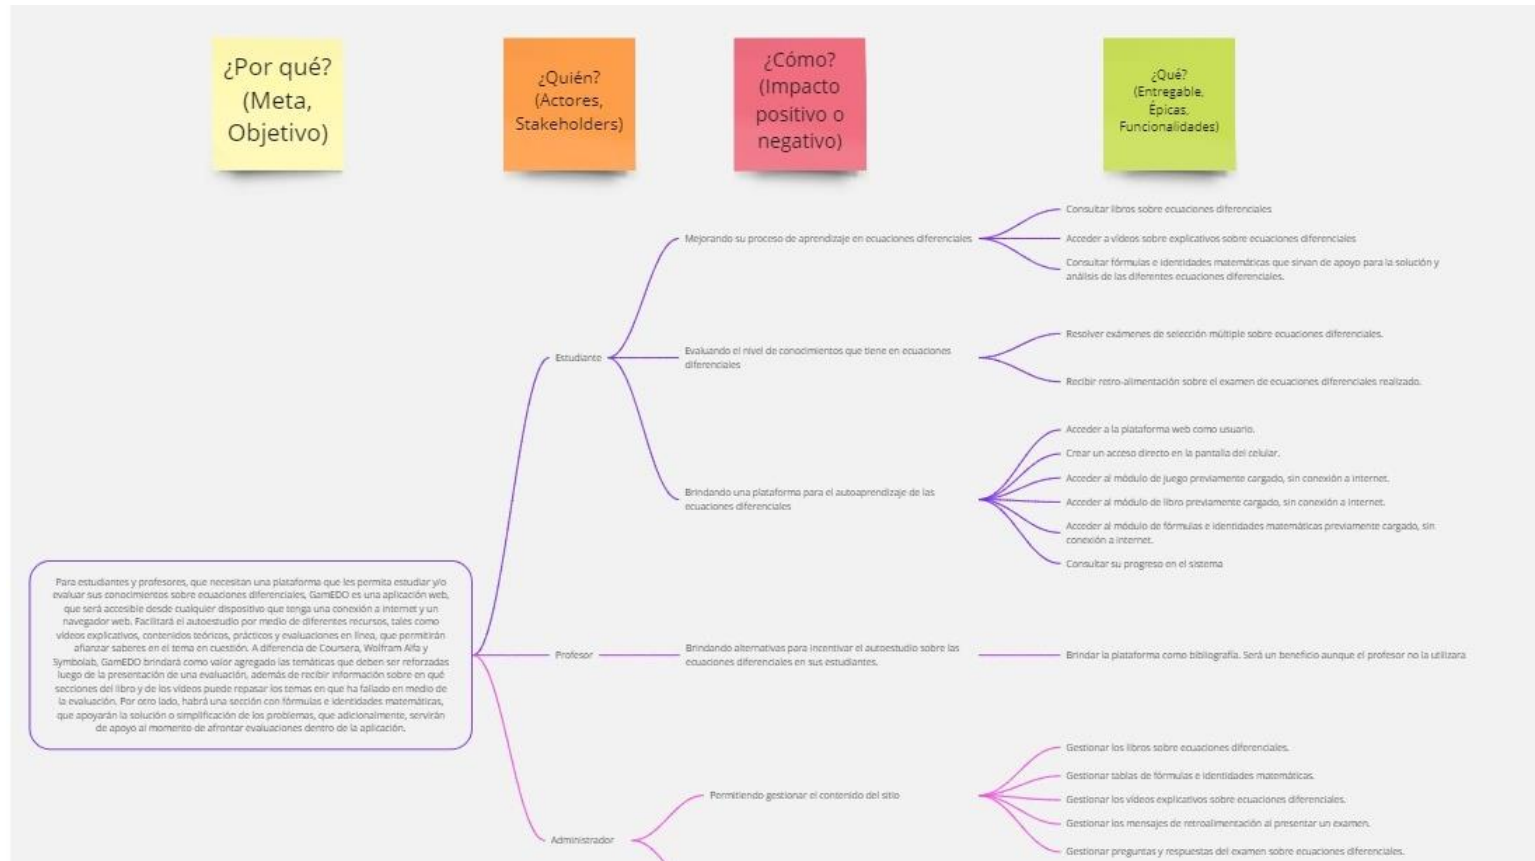 ¿Por qué?
(Meta,
Objetivo)
¿Quién?
(Actores,
Stakeholders)
¿Cómo?
(Impacto
positivo o
negativo)
¿Qué?
(Entregable,
Épicas,
Funcionalidades)
Para estudiantes y profesores, que necesitan una plataforma que les permita estudiar y/o
evaluar sus conocimientos sobre ecuaciones diferenciales, GamEDO es una aplicación web,
que será accesible desde cualquier dispositivo que tenga una conexión a internet y un
navegador web. Facilitará el autoestudio por medio de diferentes recursos, tales como
vídeos explicativos, contenidos teóricos, prácticos y evaluaciones en línea, que permitirán
afianzar saberes en el tema en cuestión. A diferencia de Coursera, Wolfram Alfa y
Symbolab, GamEDO brindará como valor agregado las temáticas que deben ser reforzadas
luego de la presentación de una evaluación, además de recibir información sobre en qué
secciones del libro y de los vídeos puede repasar los temas en que ha fallado en medio de
la evaluación. Por otro lado, habrá una sección con fórmulas e identidades matemáticas,
que apoyarán la solución o simplificación de los problemas, que adicionalmente, servirán
de apoyo al momento de afrontar evaluaciones dentro de la aplicación.
Estudiante
Mejorando su proceso de aprendizaje en ecuaciones diferenciales
Consultar libros sobre ecuaciones diferenciales
Acceder a vídeos sobre explicativos sobre ecuaciones diferenciales
Consultar fórmulas e identidades matemáticas que sirvan de apoyo para la solución y
análisis de las diferentes ecuaciones diferenciales.
Evaluando el nivel de conocimientos que tiene en ecuaciones
diferenciales
Resolver exámenes de selección múltiple sobre ecuaciones diferenciales.
Recibir retro-alimentación sobre el examen de ecuaciones diferenciales realizado.
Brindando una plataforma para el autoaprendizaje de las
ecuaciones diferenciales
Acceder a la plataforma web como usuario.
Crear un acceso directo en la pantalla del celular.
Acceder al módulo de juego previamente cargado, sin conexión a internet.
Acceder al módulo de libro previamente cargado, sin conexión a internet.
Acceder al módulo de fórmulas e identidades matemáticas previamente cargado, sin
conexión a internet.
Consultar su progreso en el sistema
Profesor
Brindando alternativas para incentivar el autoestudio sobre las
ecuaciones diferenciales en sus estudiantes.
Brindar la plataforma como bibliografía. Será un beneficio aunque el profesor no la utilizara
Administrador
Permitiendo gestionar el contenido del sitio
Gestionar los libros sobre ecuaciones diferenciales.
Gestionar tablas de fórmulas e identidades matemáticas.
Gestionar los vídeos explicativos sobre ecuaciones diferenciales.
Gestionar los mensajes de retroalimentación al presentar un examen.
Gestionar preguntas y respuestas del examen sobre ecuaciones diferenciales.